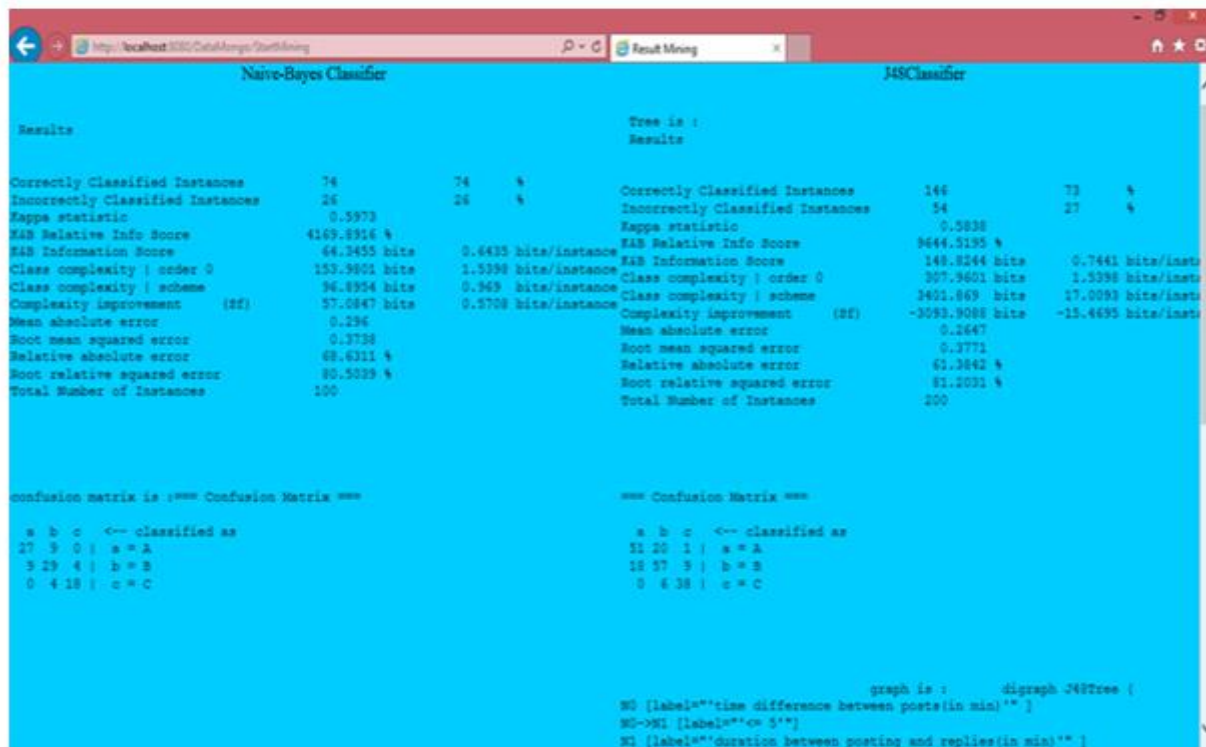 http://localhost:8080/DataMongo/StartMining
Result Mining
Naive-Bayes Classifier
Results
Correctly Classified Instances 74 74 %
Incorrectly Classified Instances 26 26 %
Kappa statistic 0.5973
K&B Relative Info Score 4169.8916 %
K&B Information Score 64.3455 bits 0.6435 bits/instance
Class complexity | order 0 153.9801 bits 1.5398 bits/instance
Class complexity | scheme 96.8954 bits 0.969 bits/instance
Complexity improvement (Sf) 57.0847 bits 0.5708 bits/instance
Mean absolute error 0.296
Root mean squared error 0.3738
Relative absolute error 68.6311 %
Root relative squared error 80.5039 %
Total Number of Instances 100
confusion matrix is :=== Confusion Matrix ===
a b c <-- classified as
27 9 0 | a = A
9 29 4 | b = B
0 4 18 | c = C
J48Classifier
Tree is :
Results
Correctly Classified Instances 146 73 %
Incorrectly Classified Instances 54 27 %
Kappa statistic 0.5838
K&B Relative Info Score 9644.5195 %
K&B Information Score 148.8244 bits 0.7441 bits/insta
Class complexity | order 0 307.9601 bits 1.5398 bits/insta
Class complexity | scheme 3401.869 bits 17.0093 bits/insta
Complexity improvement (Sf) -3093.9088 bits -15.4695 bits/insta
Mean absolute error 0.2647
Root mean squared error 0.3771
Relative absolute error 61.3842 %
Root relative squared error 81.2031 %
Total Number of Instances 200
=== Confusion Matrix ===
a b c <-- classified as
51 20 1 | a = A
18 57 9 | b = B
0 6 38 | c = C
graph is : digraph J48Tree {
N0 [label="'time difference between posts(in min)'" ]
N0->N1 [label="'<= 5'"]
N1 [label="'duration between posting and replies(in min)'" ]